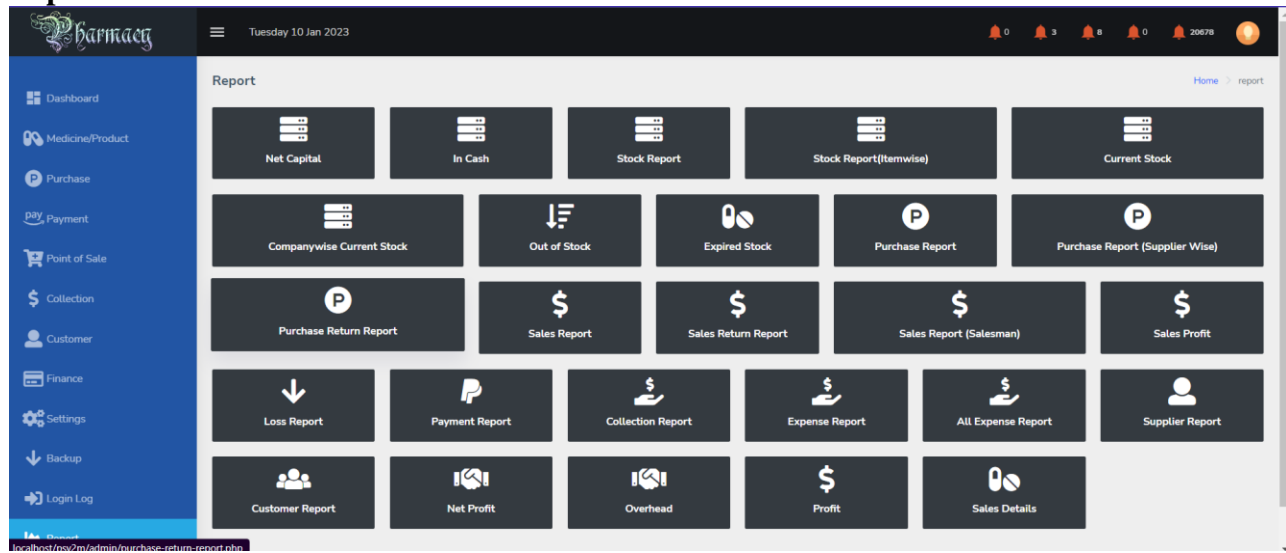 Pharmacy
Tuesday 10 Jan 2023
0 3 8 0 20678
Report
Home > report
Dashboard
Medicine/Product
Purchase
pay Payment
Point of Sale
Collection
Customer
Finance
Settings
Backup
Login Log
Report
Net Capital
In Cash
Stock Report
Stock Report(Itemwise)
Current Stock
Companywise Current Stock
Out of Stock
Expired Stock
P Purchase Report
P Purchase Report (Supplier Wise)
P Purchase Return Report
$ Sales Report
$ Sales Return Report
$ Sales Report (Salesman)
$ Sales Profit
Loss Report
Payment Report
Collection Report
Expense Report
All Expense Report
Supplier Report
Customer Report
Net Profit
Overhead
$ Profit
Sales Details
localhost/psy2m/admin/purchase-return-report.php